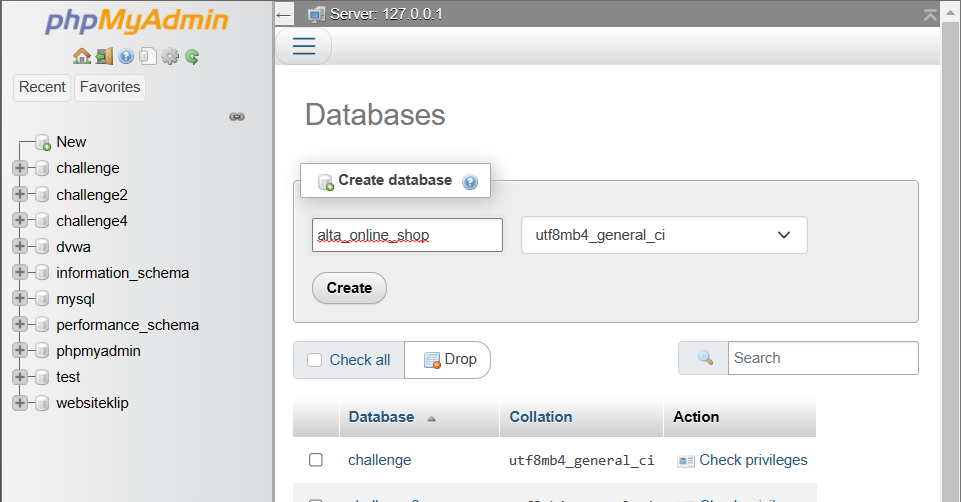 phpMyAdmin
Recent Favorites
New
challenge
challenge2
challenge4
dvwa
information_schema
mysql
performance_schema
phpmyadmin
test
websiteklip
Server: 127.0.0.1
Databases
Create database
alta_online_shop utf8mb4_general_ci
Create
Check all Drop Search
Database Collation Action
challenge utf8mb4_general_ci Check privileges